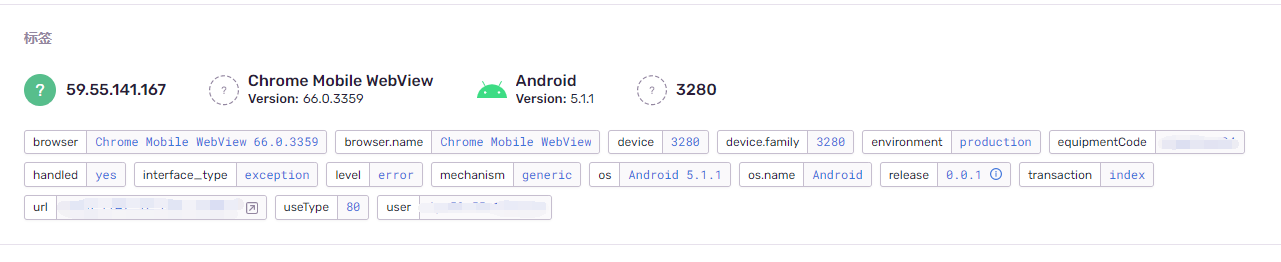 标签
? 59.55.141.167 ? Chrome Mobile WebView Android ? 3280
Version: 66.0.3359 Version: 5.1.1
browser Chrome Mobile WebView 66.0.3359 browser.name Chrome Mobile WebView device 3280 device.family 3280 environment production equipmentCode
handled yes interface_type exception level error mechanism generic os Android 5.1.1 os.name Android release 0.0.1 transaction index
url useType 80 user